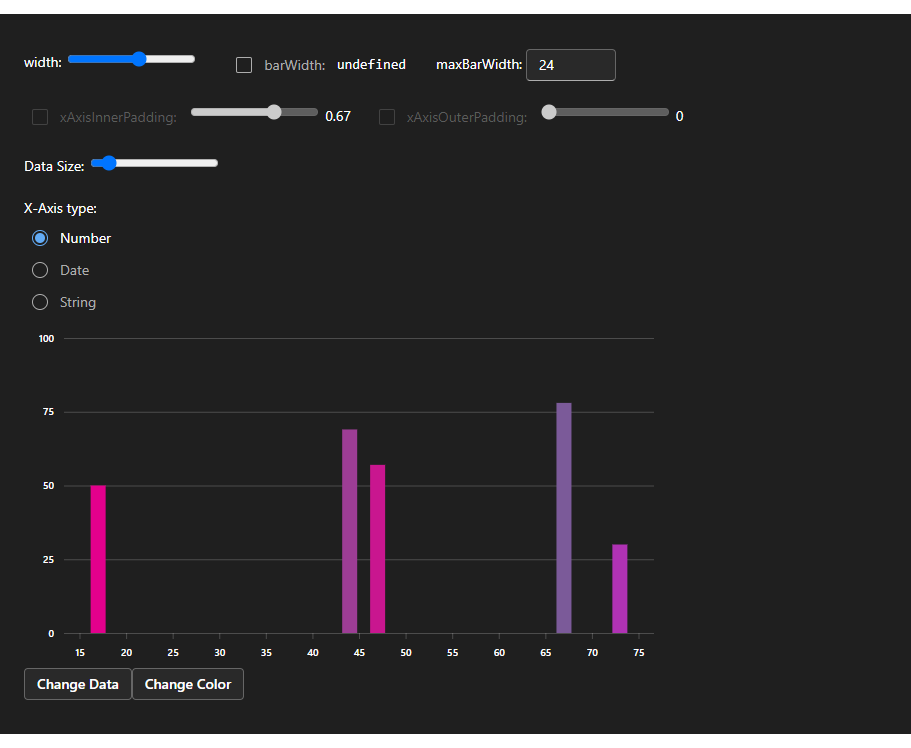 width: barWidth: undefined maxBarWidth: 24
xAxisInnerPadding: 0.67 xAxisOuterPadding: 0
Data Size:
X-Axis type:
Number
Date
String
100
75
50
25
0
15 20 25 30 35 40 45 50 55 60 65 70 75
Change Data Change Color